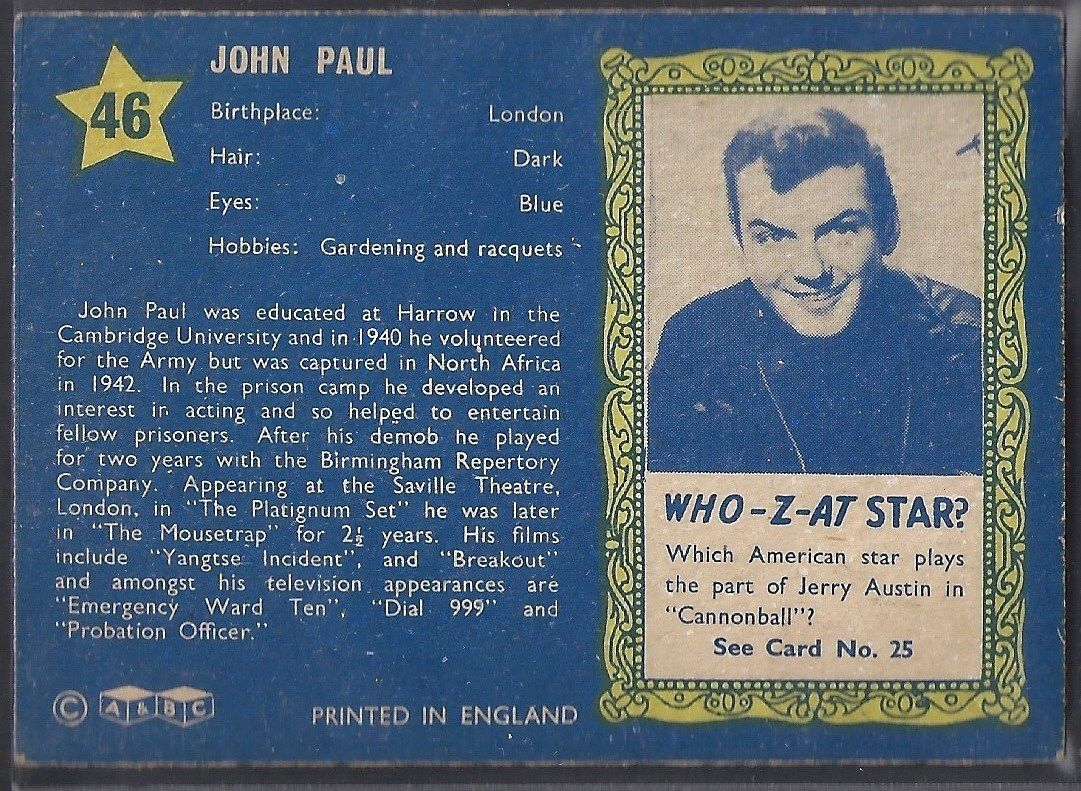 46
JOHN PAUL
Birthplace: London
Hair: Dark
Eyes: Blue
Hobbies: Gardening and racquets
John Paul was educated at Harrow in the
Cambridge University and in 1940 he volunteered
for the Army but was captured in North Africa
in 1942. In the prison camp he developed an
interest in acting and so helped to entertain
fellow prisoners. After his demob he played
for two years with the Birmingham Repertory
Company. Appearing at the Saville Theatre,
London, in "The Platignum Set" he was later
in "The Mousetrap" for 2½ years. His films
include "Yangtse Incident", and "Breakout"
and amongst his television appearances are
"Emergency Ward Ten", "Dial 999" and
"Probation Officer."
© A & B C
PRINTED IN ENGLAND
WHO-Z-AT STAR?
Which American star plays
the part of Jerry Austin in
"Cannonball"?
See Card No. 25